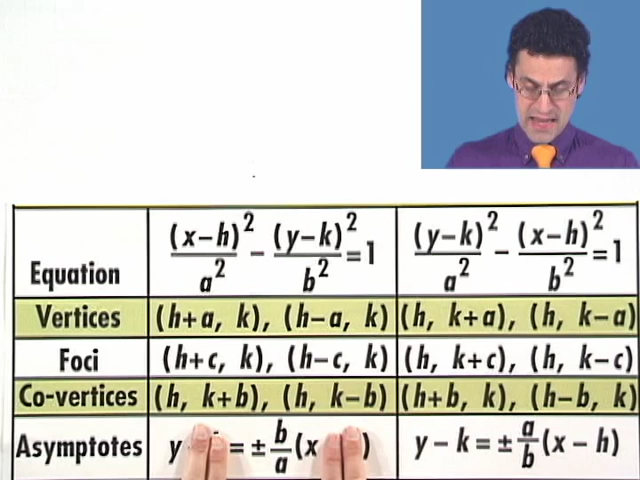 Equation (x-h)²/a² - (y-k)²/b² = 1 (y-k)²/a² - (x-h)²/b² = 1
Vertices (h+a, k), (h-a, k) (h, k+a), (h, k-a)
Foci (h+c, k), (h-c, k) (h, k+c), (h, k-c)
Co-vertices (h, k+b), (h, k-b) (h+b, k), (h-b, k)
Asymptotes y = ± b/a (x ) y - k = ± a/b (x - h)